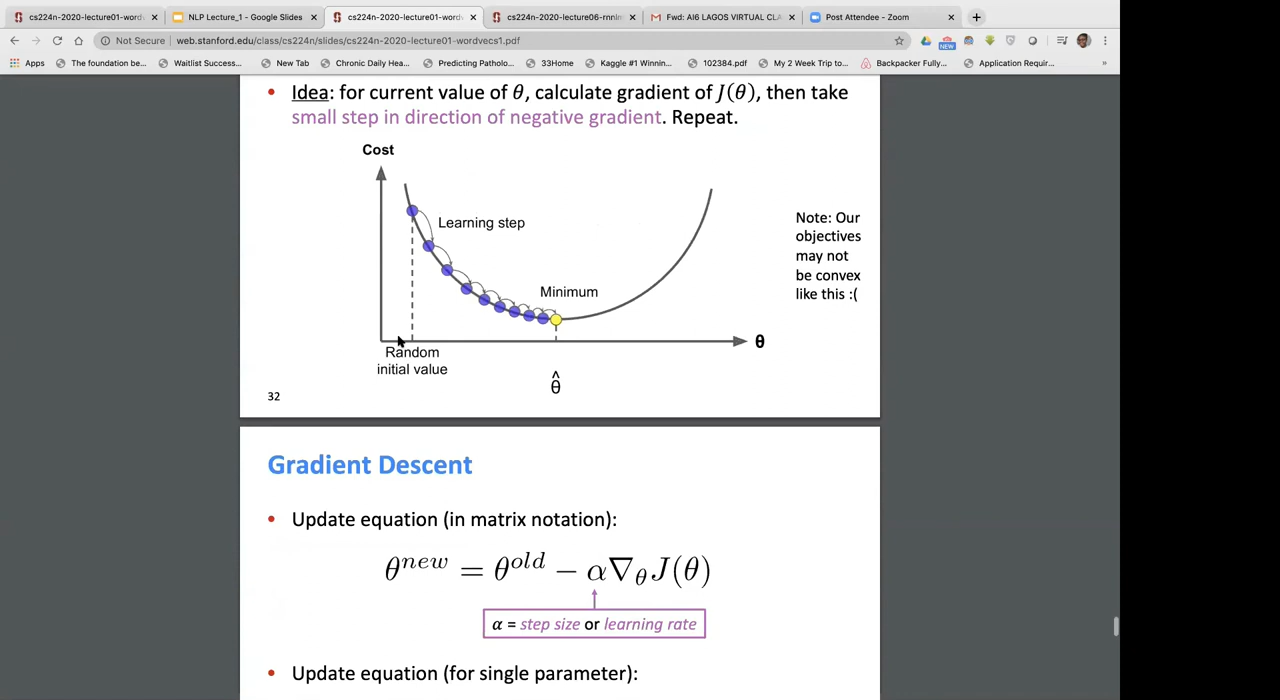 cs224n-2020-lecture01-word
NLP Lecture_1 - Google Slides
cs224n-2020-lecture01-wordv
cs224n-2020-lecture06-rnnlm
Fwd: AI6 LAGOS VIRTUAL CLA
Post Attendee - Zoom
Not Secure | web.stanford.edu/class/cs224n/slides/cs224n-2020-lecture01-wordvecs1.pdf
NEW
Apps
The foundation be...
Waitlist Success...
New Tab
Chronic Daily Hea...
Predicting Patholo...
33Home
Kaggle #1 Winnin...
102384.pdf
My 2 Week Trip to...
Backpacker Fully...
Application Requir...
»
• Idea: for current value of θ, calculate gradient of J(θ), then take
small step in direction of negative gradient. Repeat.
Cost
Learning step
Minimum
Note: Our
objectives
may not
be convex
like this :(
θ
Random
initial value
θ̂
32
Gradient Descent
• Update equation (in matrix notation):
θ^{new} = θ^{old} − α∇_θ J(θ)
α = step size or learning rate
• Update equation (for single parameter):